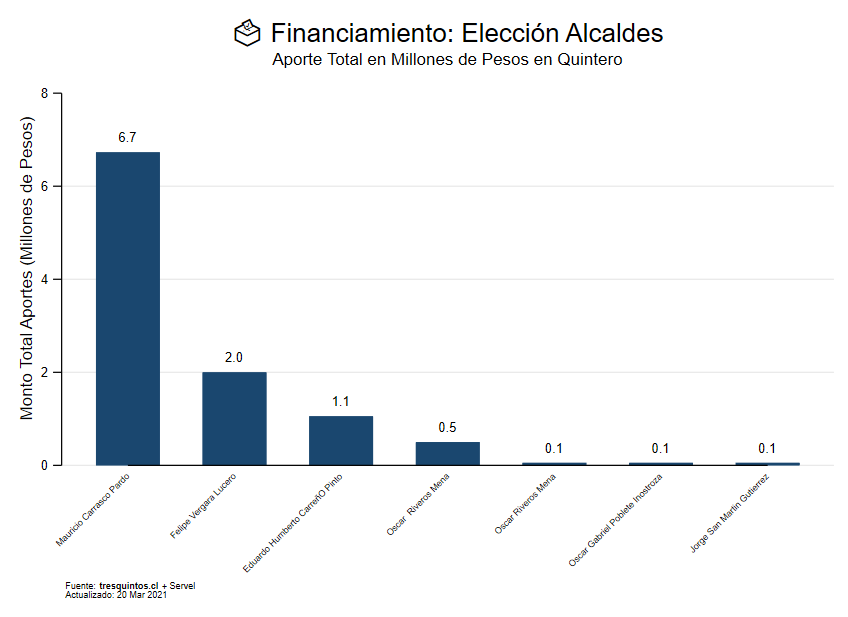 Financiamiento: Elección Alcaldes
Aporte Total en Millones de Pesos en Quintero
Monto Total Aportes (Millones de Pesos)
8
6
4
2
0
6.7
2.0
1.1
0.5
0.1
0.1
0.1
Mauricio Carrasco Pardo
Felipe Vergara Lucero
Eduardo Humberto CarreñO Pinto
Oscar  Riveros Mena
Oscar Riveros Mena
Oscar Gabriel Poblete Inostroza
Jorge San Martin Gutierrez
Fuente: tresquintos.cl + Servel
Actualizado: 20 Mar 2021